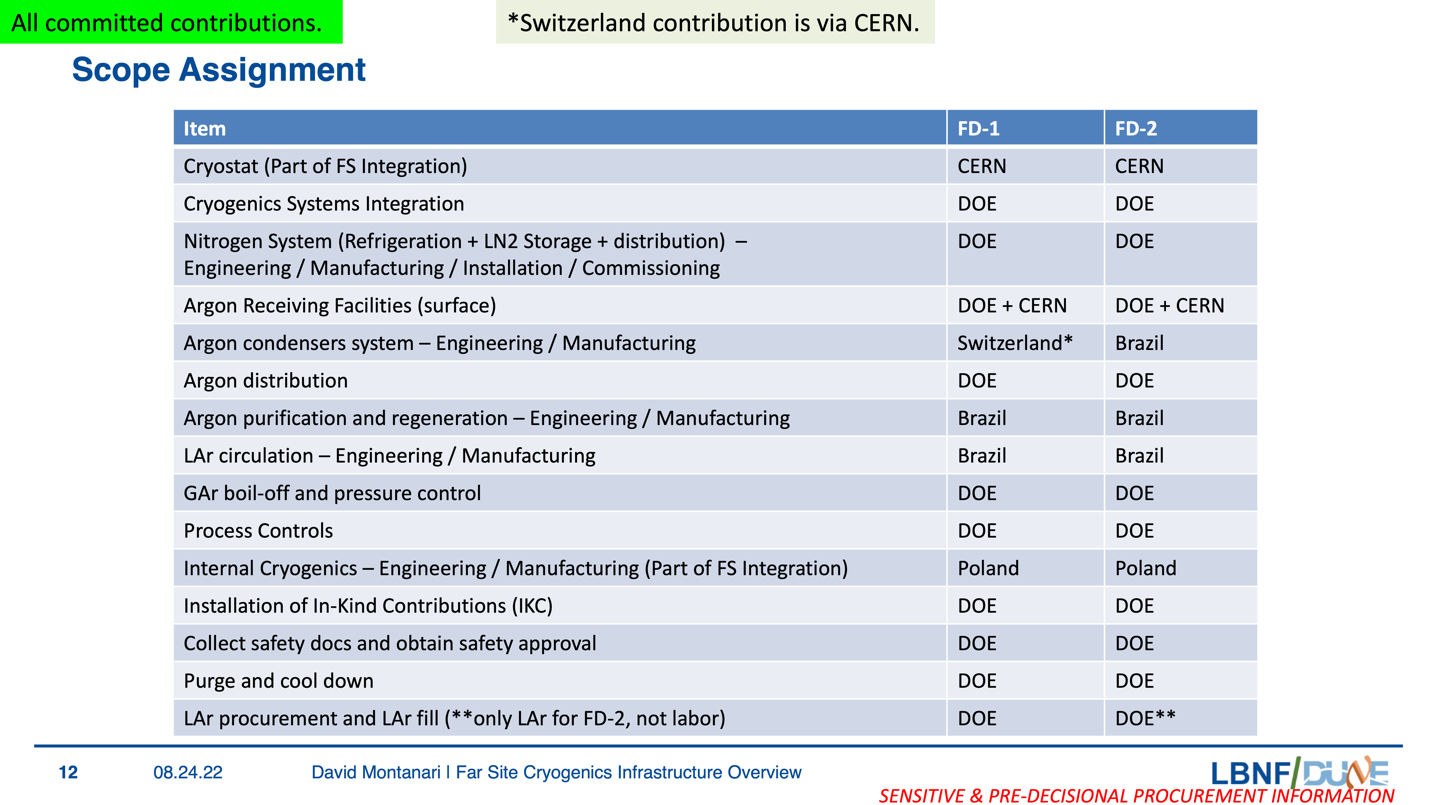 All committed contributions.
*Switzerland contribution is via CERN.
Scope Assignment
Item FD-1 FD-2
Cryostat (Part of FS Integration) CERN CERN
Cryogenics Systems Integration DOE DOE
Nitrogen System (Refrigeration + LN2 Storage + distribution) – DOE DOE
Engineering / Manufacturing / Installation / Commissioning
Argon Receiving Facilities (surface) DOE + CERN DOE + CERN
Argon condensers system – Engineering / Manufacturing Switzerland* Brazil
Argon distribution DOE DOE
Argon purification and regeneration – Engineering / Manufacturing Brazil Brazil
LAr circulation – Engineering / Manufacturing Brazil Brazil
GAr boil-off and pressure control DOE DOE
Process Controls DOE DOE
Internal Cryogenics – Engineering / Manufacturing (Part of FS Integration) Poland Poland
Installation of In-Kind Contributions (IKC) DOE DOE
Collect safety docs and obtain safety approval DOE DOE
Purge and cool down DOE DOE
LAr procurement and LAr fill (**only LAr for FD-2, not labor) DOE DOE**
12 08.24.22 David Montanari | Far Site Cryogenics Infrastructure Overview LBNF/DUNE
SENSITIVE & PRE-DECISIONAL PROCUREMENT INFORMATION